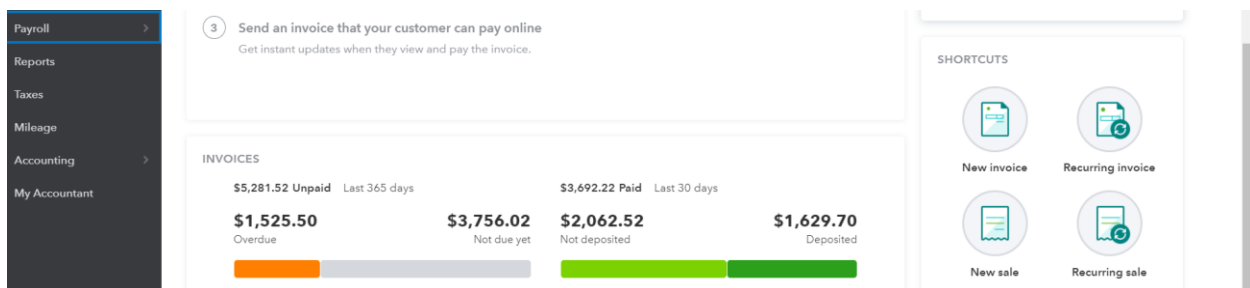 Payroll
Reports
Taxes
Mileage
Accounting
My Accountant
3 Send an invoice that your customer can pay online
Get instant updates when they view and pay the invoice.
INVOICES
$5,281.52 Unpaid Last 365 days $3,692.22 Paid Last 30 days
$1,525.50 $3,756.02 $2,062.52 $1,629.70
Overdue Not due yet Not deposited Deposited
SHORTCUTS
New invoice Recurring invoice
New sale Recurring sale